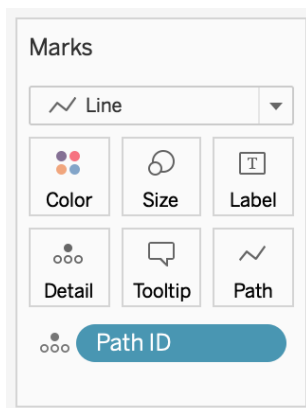 Marks
Line
Color Size Label
Detail Tooltip Path
Path ID